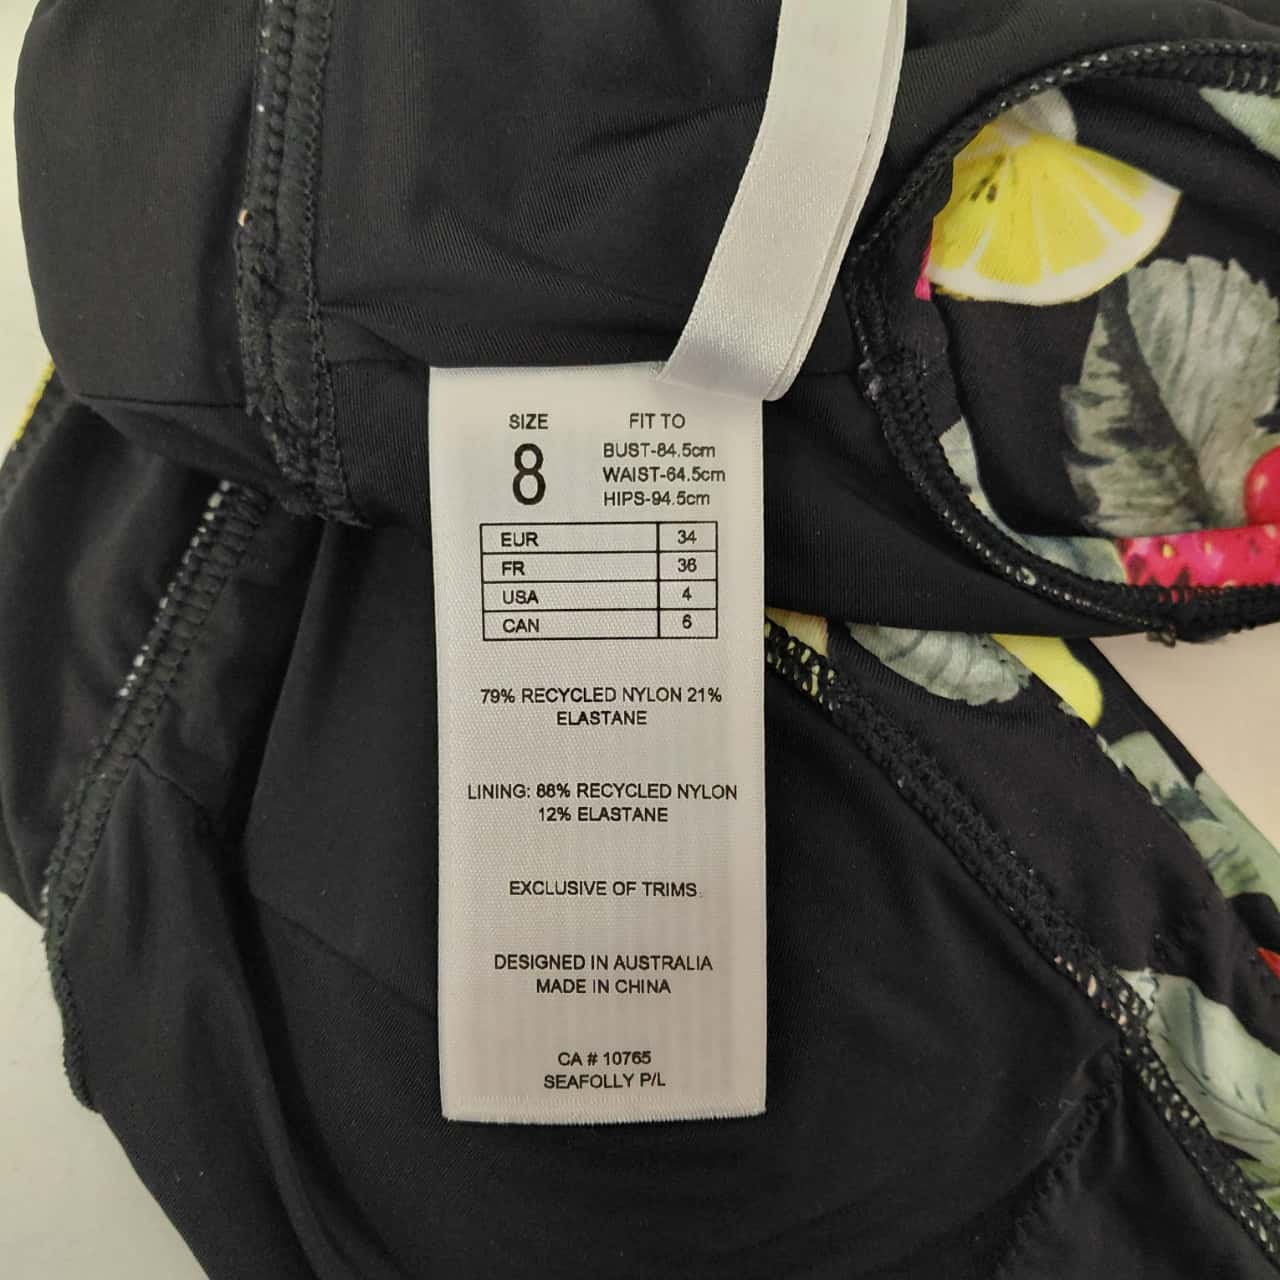 SIZE
8
FIT TO
BUST-84.5cm
WAIST-64.5cm
HIPS-94.5cm
EUR 34
FR 36
USA 4
CAN 6
79% RECYCLED NYLON 21%
ELASTANE
LINING: 88% RECYCLED NYLON
12% ELASTANE
EXCLUSIVE OF TRIMS
DESIGNED IN AUSTRALIA
MADE IN CHINA
CA # 10765
SEAFOLLY P/L